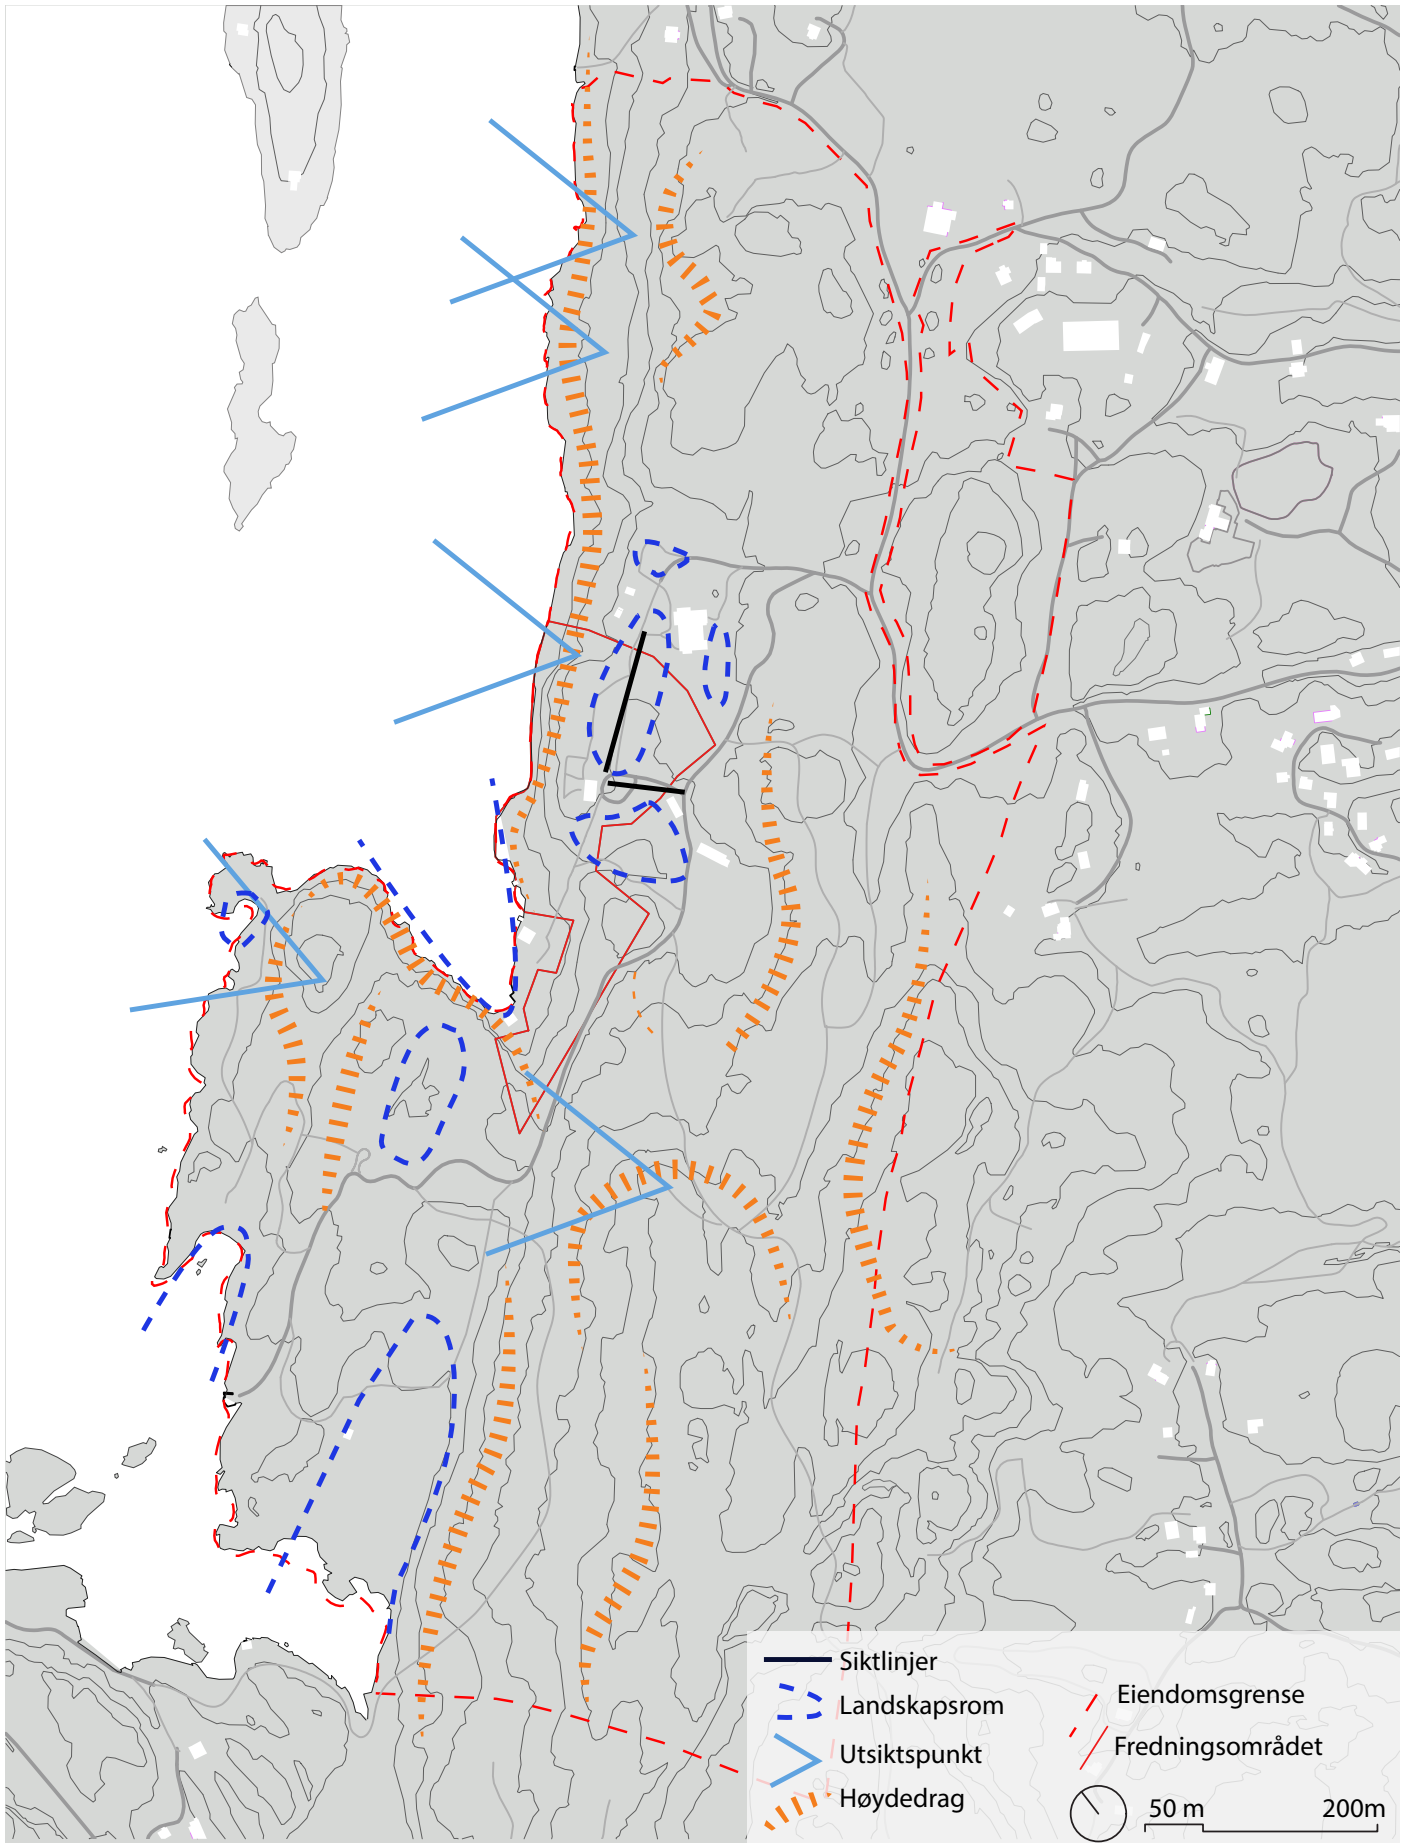 Siktlinjer
Landskapsrom
Utsiktspunkt
Høydedrag
Eiendomsgrense
Fredningsområdet
50 m 200m